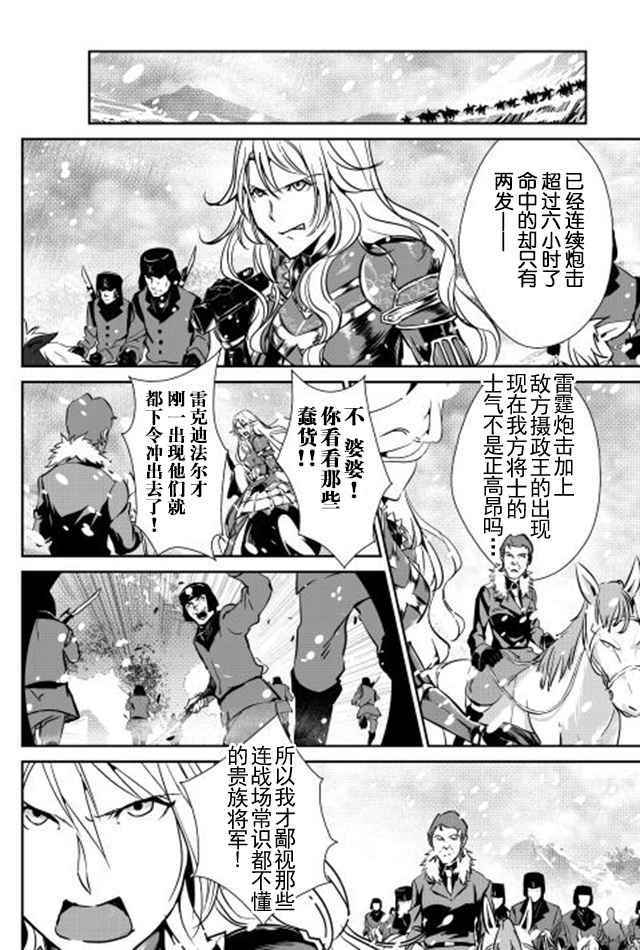 已经连续炮击
超过六小时了
命中的却只有
两发——
雷霆炮击加上
敌方摄政王的出现
现在我方将士的
士气不是正高昂吗…
不 婆婆！
你看看那些
蠢货!!
雷克迪法尔才
刚一出现他们就
都下令冲出去了！
所以我才鄙视那些
连战场常识都不懂
的贵族将军！